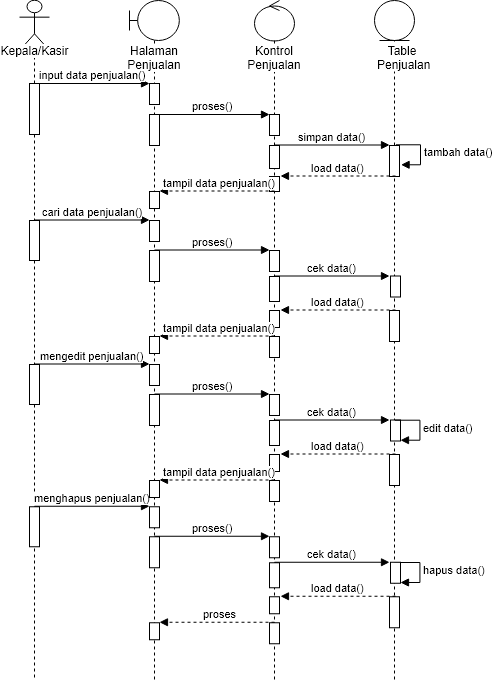 Kepala/Kasir
Halaman
Penjualan
Kontrol
Penjualan
Table
Penjualan
input data penjualan()
proses()
simpan data()
tambah data()
load data()
tampil data penjualan()
cari data penjualan()
proses()
cek data()
load data()
tampil data penjualan()
mengedit penjualan()
proses()
cek data()
edit data()
load data()
tampil data penjualan()
menghapus penjualan()
proses()
cek data()
hapus data()
load data()
proses